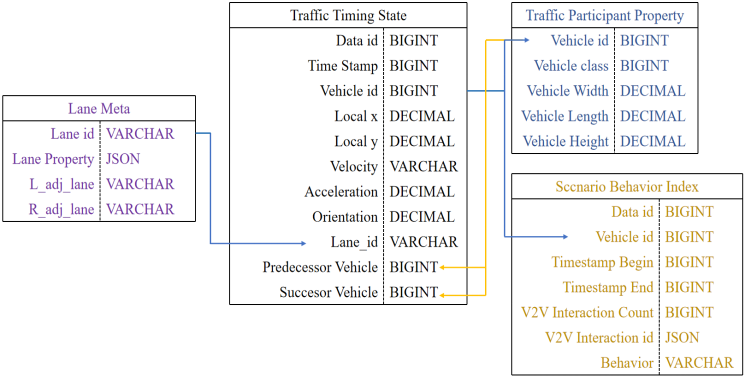 Traffic Timing State
Data id BIGINT
Time Stamp BIGINT
Vehicle id BIGINT
Local x DECIMAL
Local y DECIMAL
Velocity VARCHAR
Acceleration DECIMAL
Orientation DECIMAL
Lane_id VARCHAR
Predecessor Vehicle BIGINT
Succesor Vehicle BIGINT
Traffic Participant Property
Vehicle id BIGINT
Vehicle class BIGINT
Vehicle Width DECIMAL
Vehicle Length DECIMAL
Vehicle Height DECIMAL
Lane Meta
Lane id VARCHAR
Lane Property JSON
L_adj_lane VARCHAR
R_adj_lane VARCHAR
Sccnario Behavior Index
Data id BIGINT
Vehicle id BIGINT
Timestamp Begin BIGINT
Timestamp End BIGINT
V2V Interaction Count BIGINT
V2V Interaction id JSON
Behavior VARCHAR